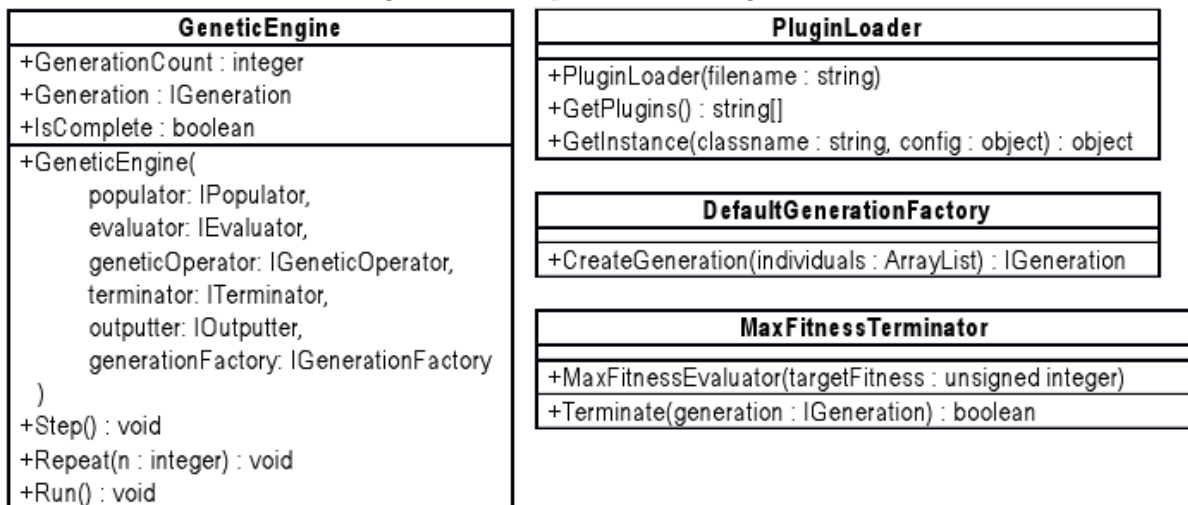 GeneticEngine
+GenerationCount : integer
+Generation : IGeneration
+IsComplete : boolean
+GeneticEngine(
populator: IPopulator,
evaluator: IEvaluator,
geneticOperator: IGeneticOperator,
terminator: ITerminator,
outputter: IOutputter,
generationFactory: IGenerationFactory
)
+Step() : void
+Repeat(n : integer) : void
+Run() : void
PluginLoader
+PluginLoader(filename : string)
+GetPlugins() : string[]
+GetInstance(classname : string, config : object) : object
DefaultGenerationFactory
+CreateGeneration(individuals : ArrayList) : IGeneration
MaxFitnessTerminator
+MaxFitnessEvaluator(targetFitness : unsigned integer)
+Terminate(generation : IGeneration) : boolean